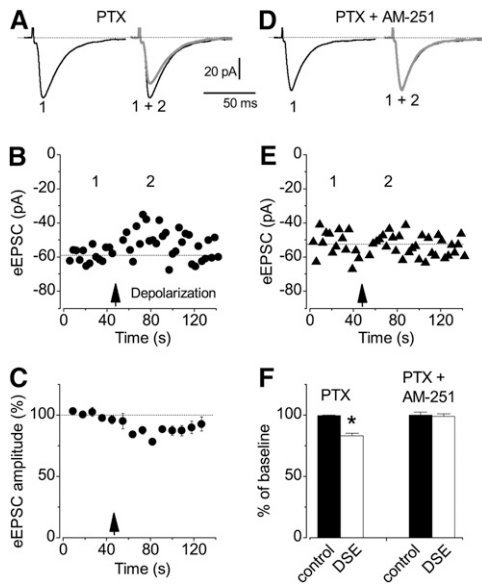 A
PTX
1
1 + 2
20 pA
50 ms
D
PTX + AM-251
1
1 + 2
B
eEPSC (pA)
0
-20
-40
-60
-80
1
2
Depolarization
0
40
80
120
Time (s)
E
eEPSC (pA)
0
-20
-40
-60
-80
1
2
0
40
80
120
Time (s)
C
eEPSC amplitude (%)
100
50
0
0
40
80
120
Time (s)
F
% of baseline
100
50
0
PTX
*
PTX +
AM-251
control
DSE
control
DSE